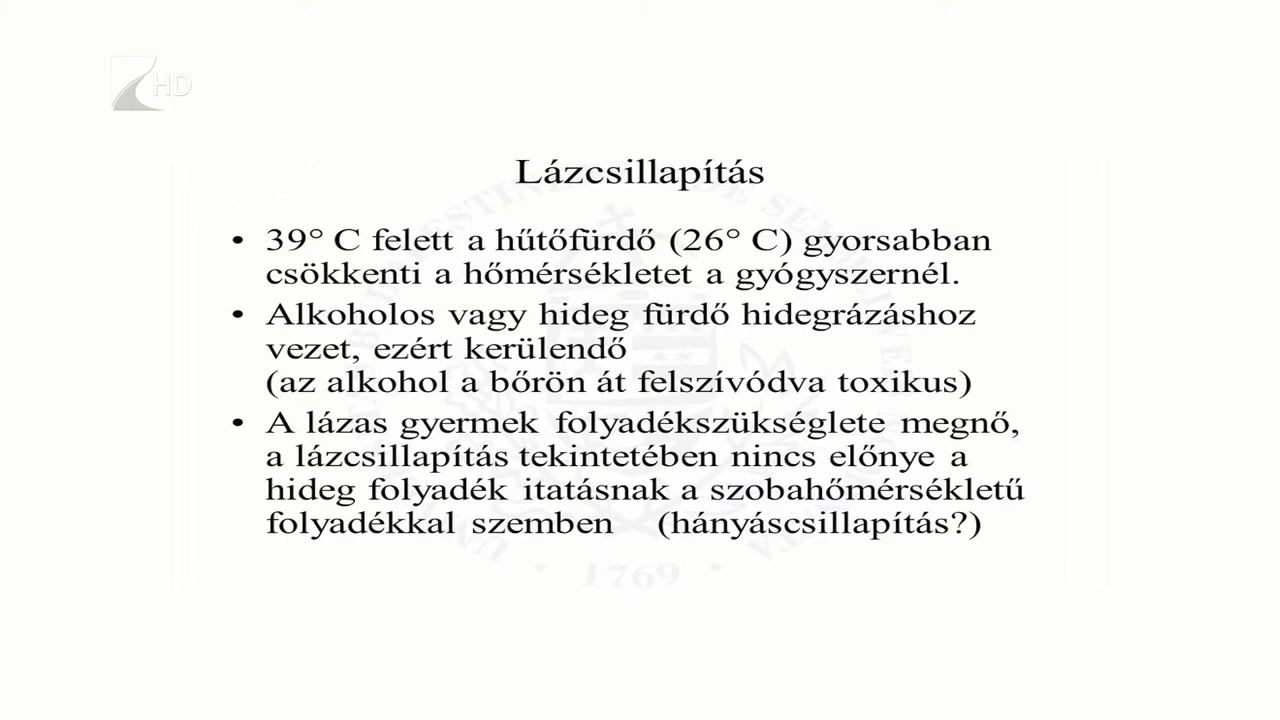 HD
Lázcsillapítás
• 39° C felett a hűtőfürdő (26° C) gyorsabban
csökkenti a hőmérsékletet a gyógyszernél.
• Alkoholos vagy hideg fürdő hidegrázáshoz
vezet, ezért kerülendő
(az alkohol a bőrön át felszívódva toxikus)
• A lázas gyermek folyadékszükséglete megnő,
a lázcsillapítás tekintetében nincs előnye a
hideg folyadék itatásnak a szobahőmérsékletű
folyadékkal szemben (hányáscsillapítás?)
• 1769 •